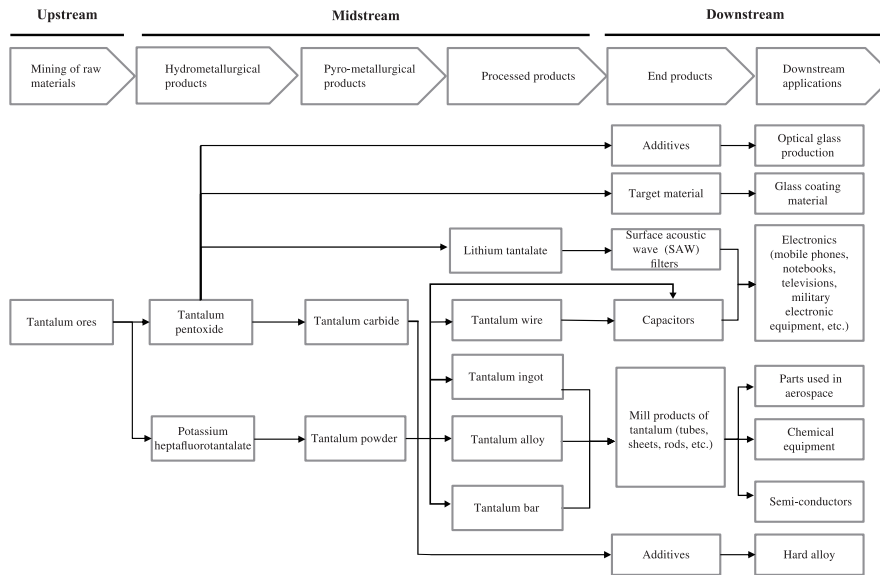 Upstream
Midstream
Downstream
Mining of raw
materials
Hydrometallurgical
products
Pyro-metallurgical
products
Processed products
End products
Downstream
applications
Additives
Optical glass
production
Target material
Glass coating
material
Lithium tantalate
Surface acoustic
wave (SAW)
filters
Electronics
(mobile phones,
notebooks,
televisions,
military
electronic
equipment, etc.)
Tantalum ores
Tantalum
pentoxide
Tantalum carbide
Tantalum wire
Capacitors
Tantalum ingot
Mill products of
tantalum (tubes,
sheets, rods, etc.)
Parts used in
aerospace
Potassium
heptafluorotantalate
Tantalum powder
Tantalum alloy
Chemical
equipment
Tantalum bar
Semi-conductors
Additives
Hard alloy